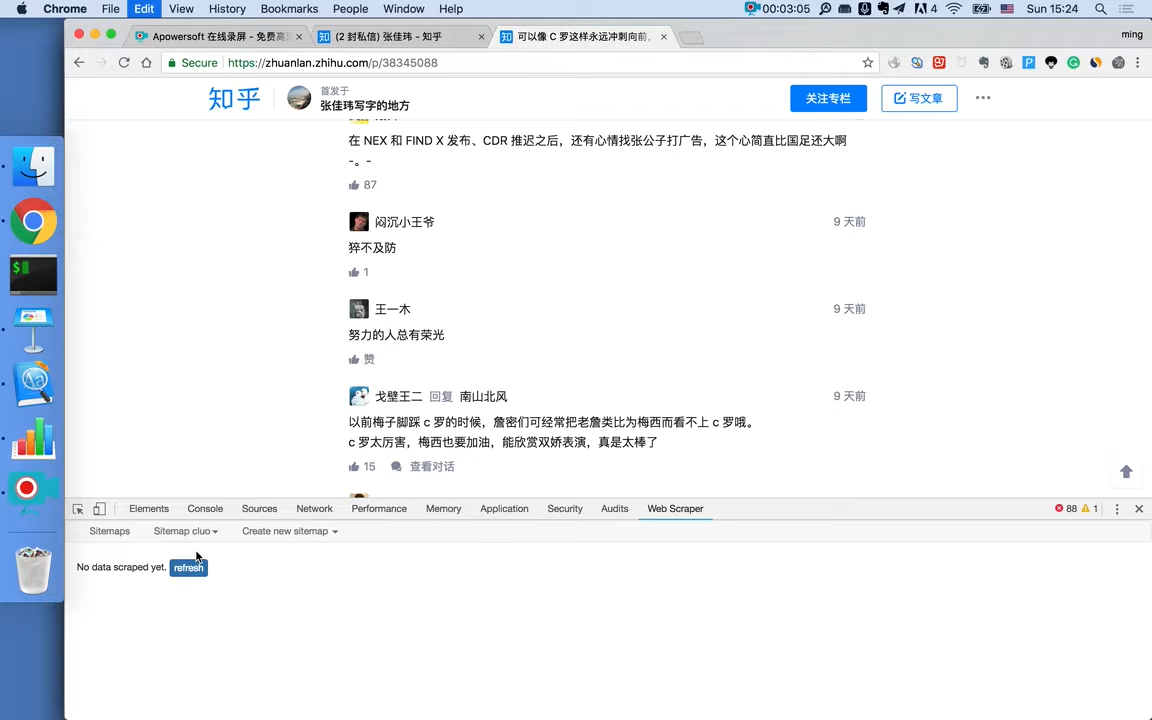 Chrome File Edit View History Bookmarks People Window Help 00:03:05 4 Sun 15:24
Apowersoft 在线录屏 - 免费高清
(2 封私信) 张佳玮 - 知乎
可以像 C 罗这样永远冲刺向前,
ming
Secure https://zhuanlan.zhihu.com/p/38345088
知乎
首发于
张佳玮写字的地方
关注专栏
写文章
在 NEX 和 FIND X 发布、CDR 推迟之后，还有心情找张公子打广告，这个心简直比国足还大啊
-。-
87
闷沉小王爷 9 天前
猝不及防
1
王一木 9 天前
努力的人总有荣光
赞
戈壁王二 回复 南山北风 9 天前
以前梅子脚踩 c 罗的时候，詹密们可经常把老詹类比为梅西而看不上 c 罗哦。
c 罗太厉害，梅西也要加油，能欣赏双娇表演，真是太棒了
15 查看对话
Elements Console Sources Network Performance Memory Application Security Audits Web Scraper 88 1
Sitemaps Sitemap cluo Create new sitemap
No data scraped yet. refresh